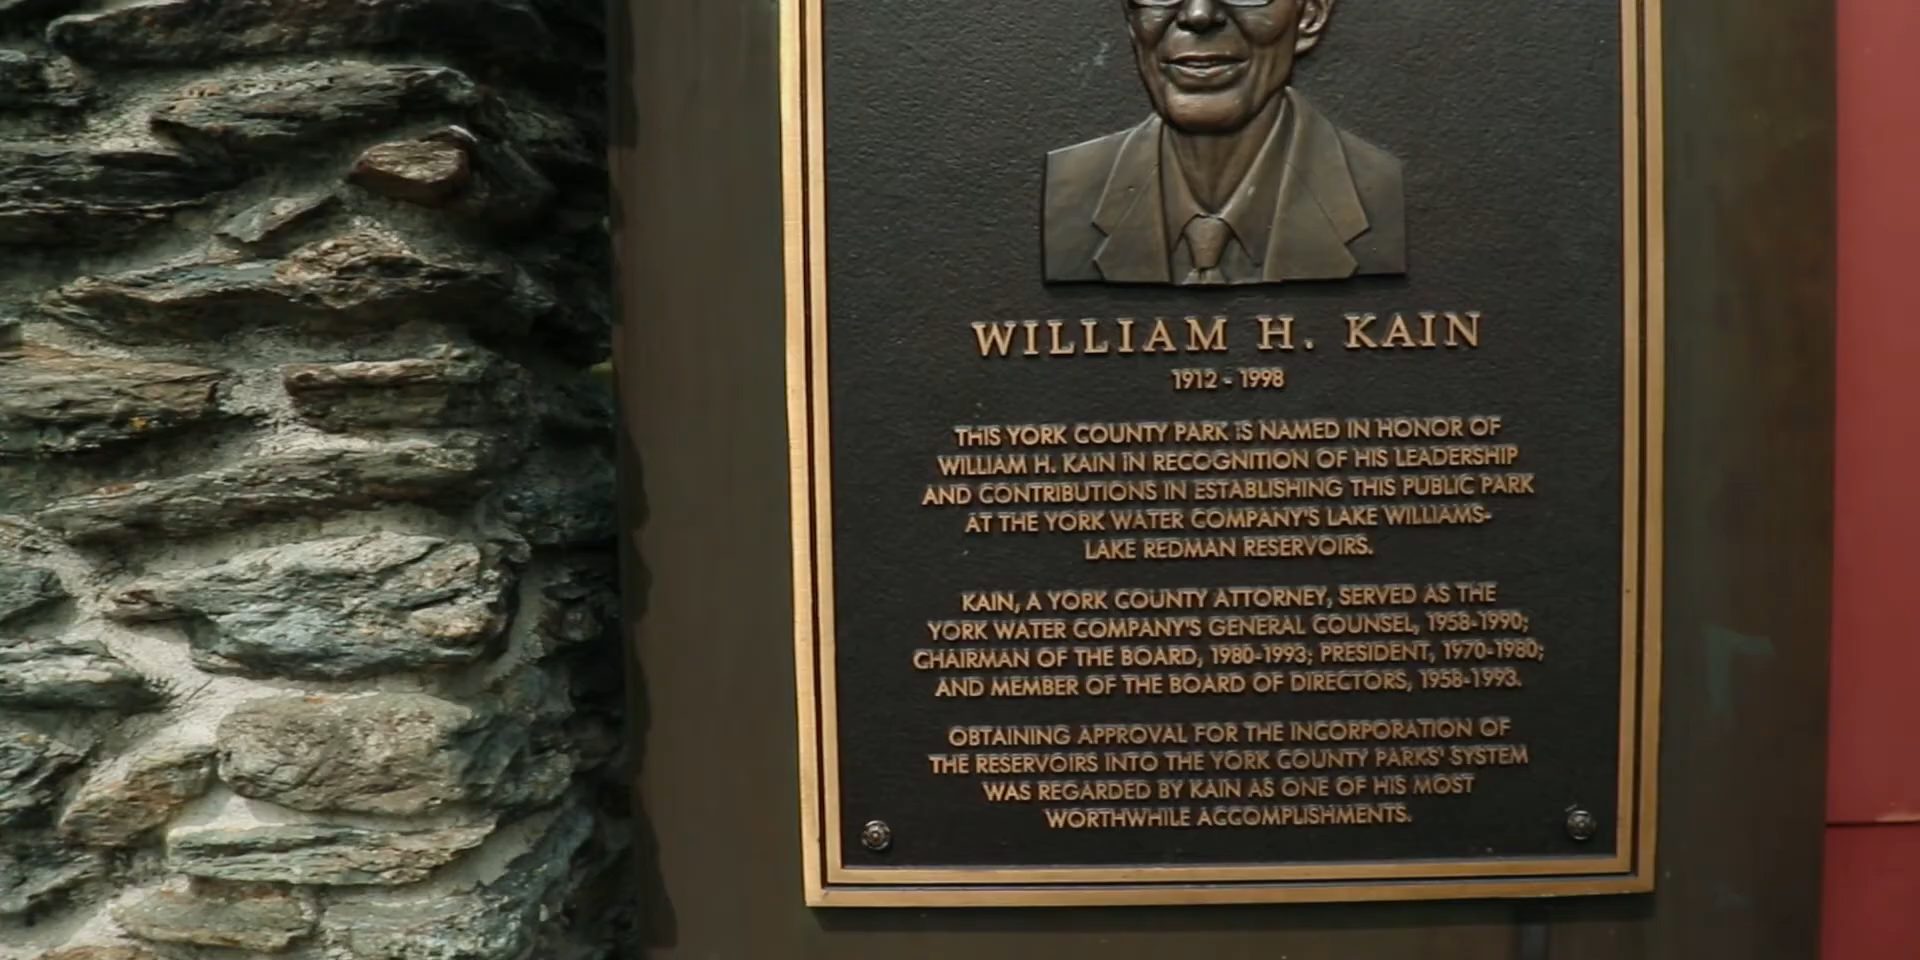 WILLIAM H. KAIN
1912 - 1998
THIS YORK COUNTY PARK IS NAMED IN HONOR OF
WILLIAM H. KAIN IN RECOGNITION OF HIS LEADERSHIP
AND CONTRIBUTIONS IN ESTABLISHING THIS PUBLIC PARK
AT THE YORK WATER COMPANY'S LAKE WILLIAMS-
LAKE REDMAN RESERVOIRS.
KAIN, A YORK COUNTY ATTORNEY, SERVED AS THE
YORK WATER COMPANY'S GENERAL COUNSEL, 1958-1990;
CHAIRMAN OF THE BOARD, 1980-1993; PRESIDENT, 1970-1980;
AND MEMBER OF THE BOARD OF DIRECTORS, 1958-1993.
OBTAINING APPROVAL FOR THE INCORPORATION OF
THE RESERVOIRS INTO THE YORK COUNTY PARKS' SYSTEM
WAS REGARDED BY KAIN AS ONE OF HIS MOST
WORTHWHILE ACCOMPLISHMENTS.